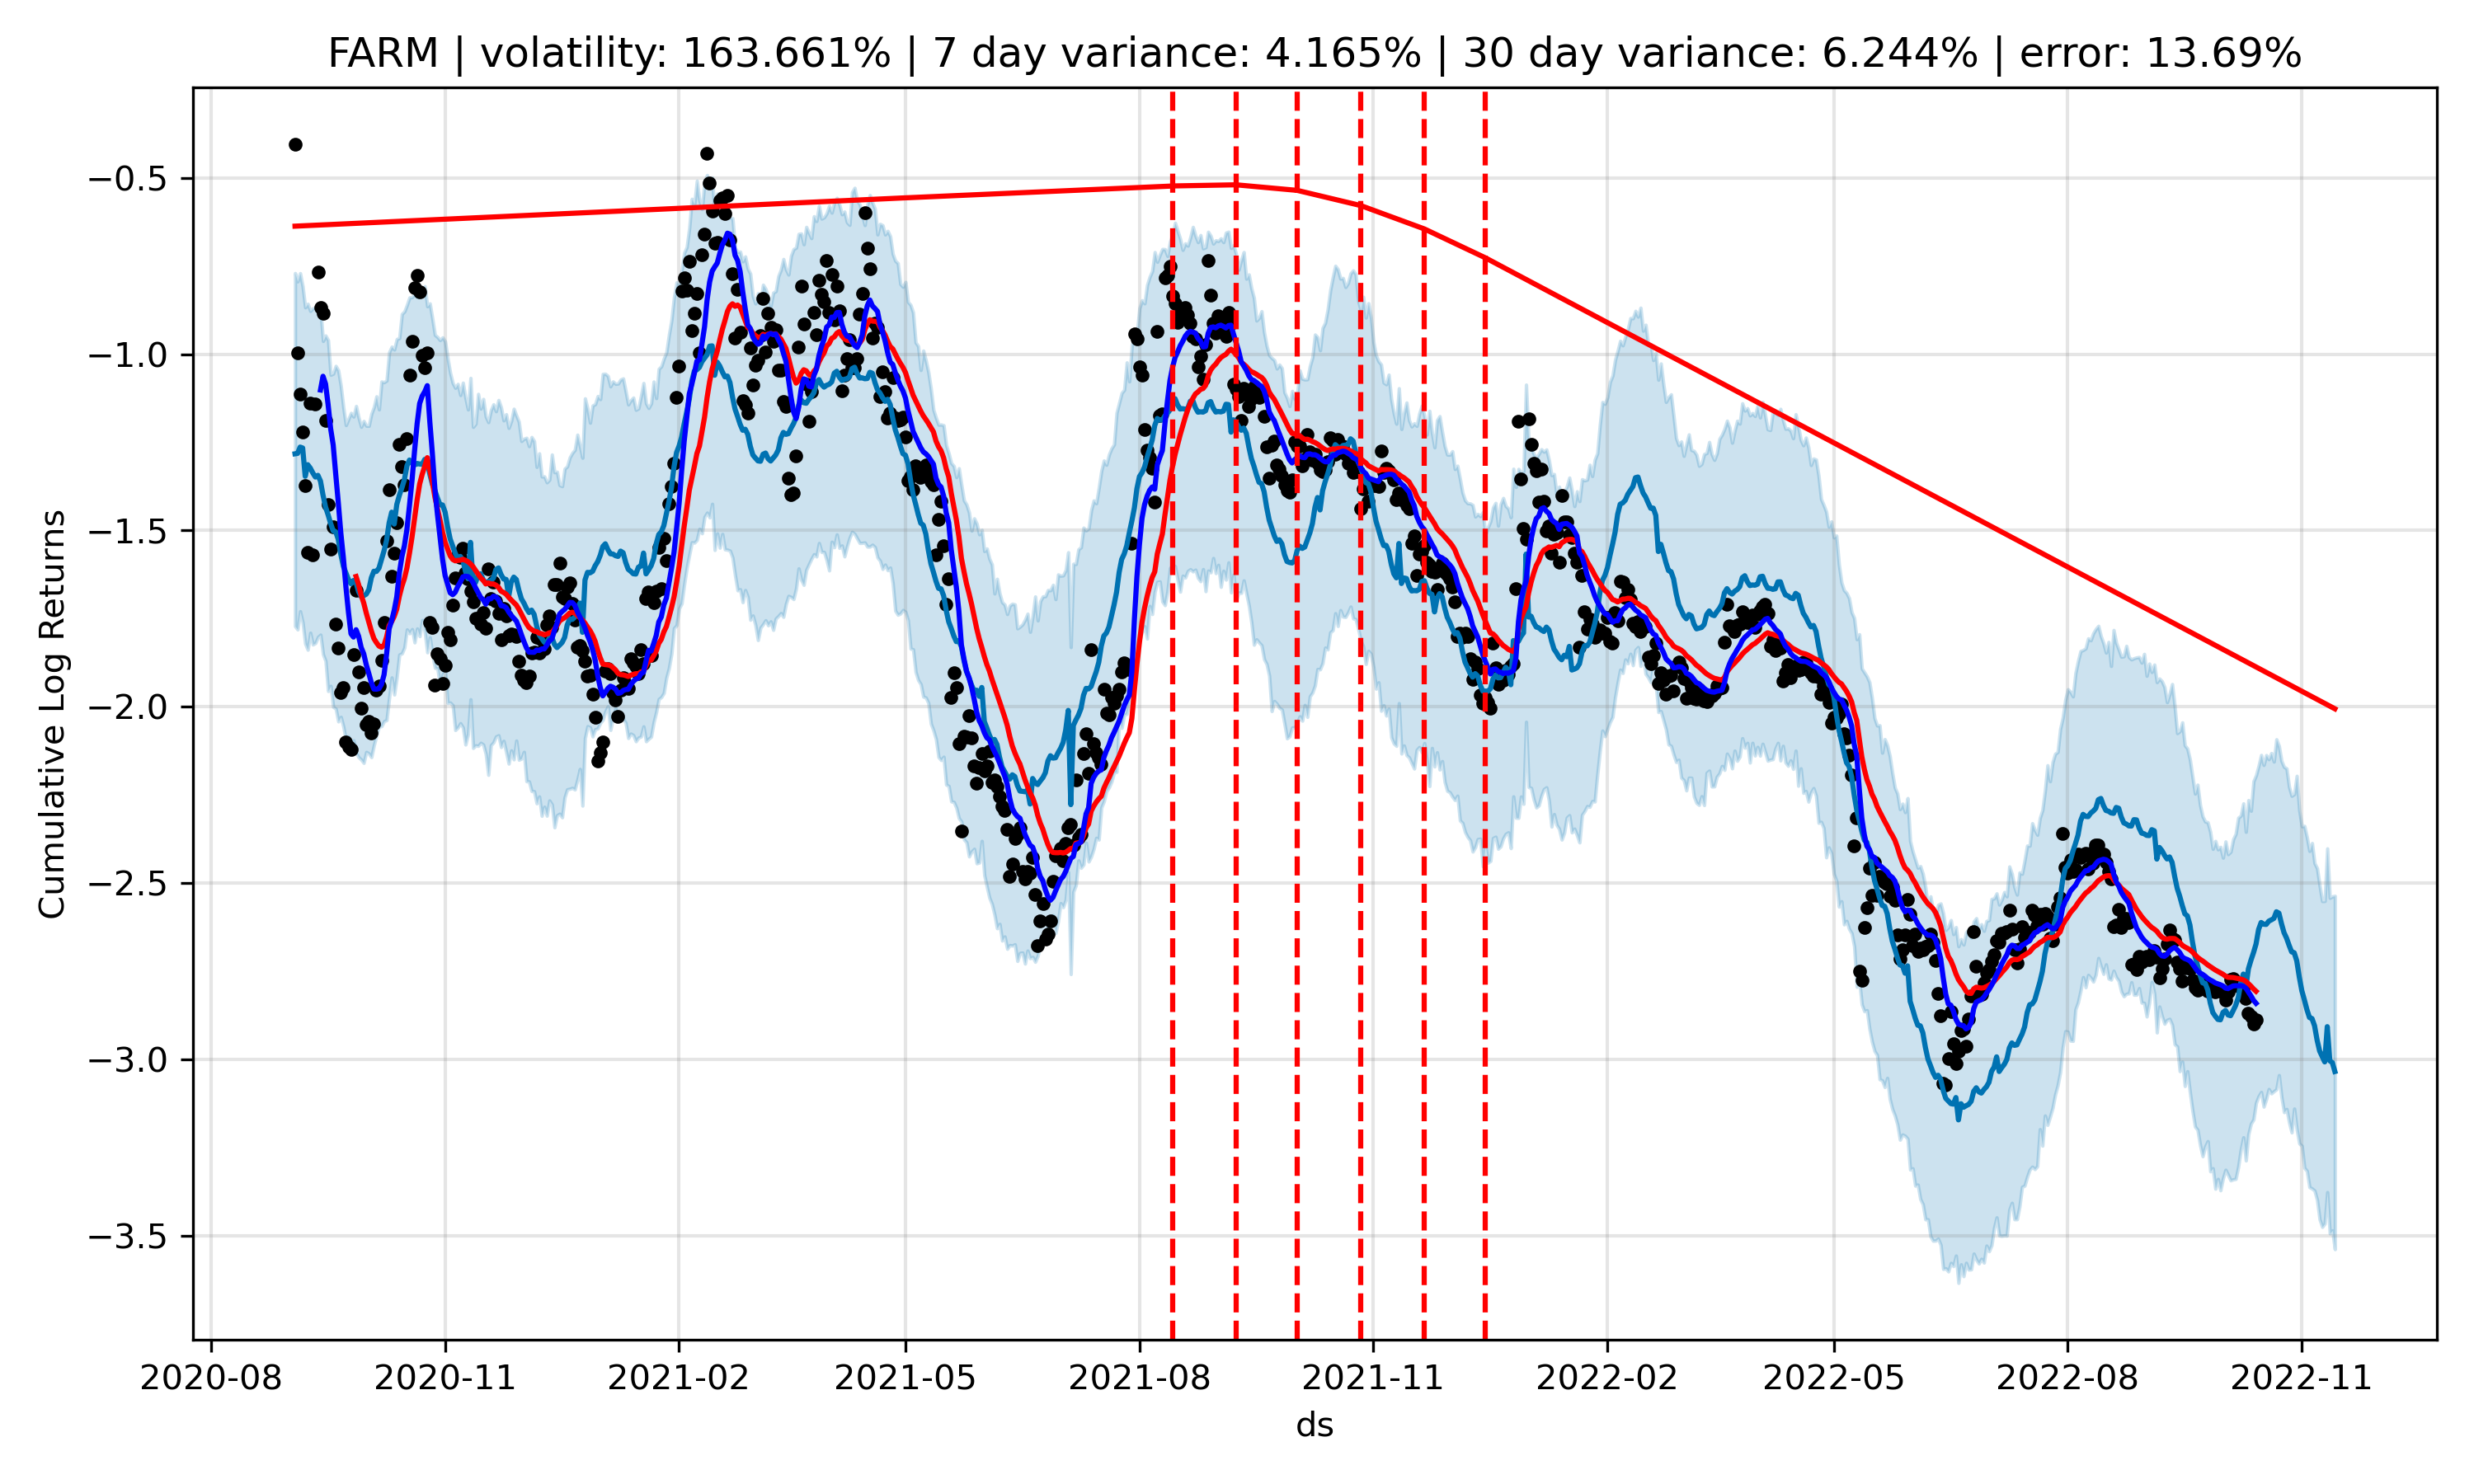 FARM | volatility: 163.661% | 7 day variance: 4.165% | 30 day variance: 6.244% | error: 13.69%
Cumulative Log Returns
−0.5
−1.0
−1.5
−2.0
−2.5
−3.0
−3.5
2020-08 2020-11 2021-02 2021-05 2021-08 2021-11 2022-02 2022-05 2022-08 2022-11
ds